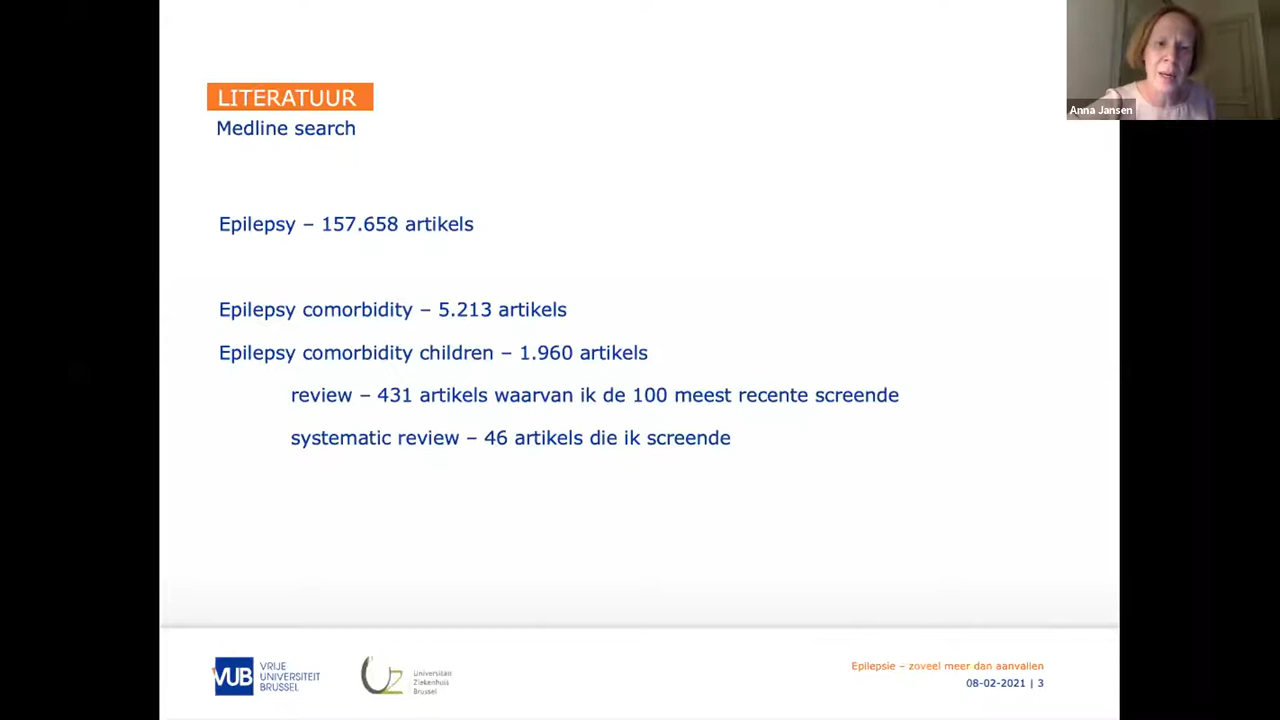 LITERATUUR
Medline search
Epilepsy – 157.658 artikels
Epilepsy comorbidity – 5.213 artikels
Epilepsy comorbidity children – 1.960 artikels
review – 431 artikels waarvan ik de 100 meest recente screende
systematic review – 46 artikels die ik screende
Anna Jansen
VUB
VRIJE
UNIVERSITEIT
BRUSSEL
UZ
Universitair
Ziekenhuis
Brussel
Epilepsie – zoveel meer dan aanvallen
08-02-2021 | 3